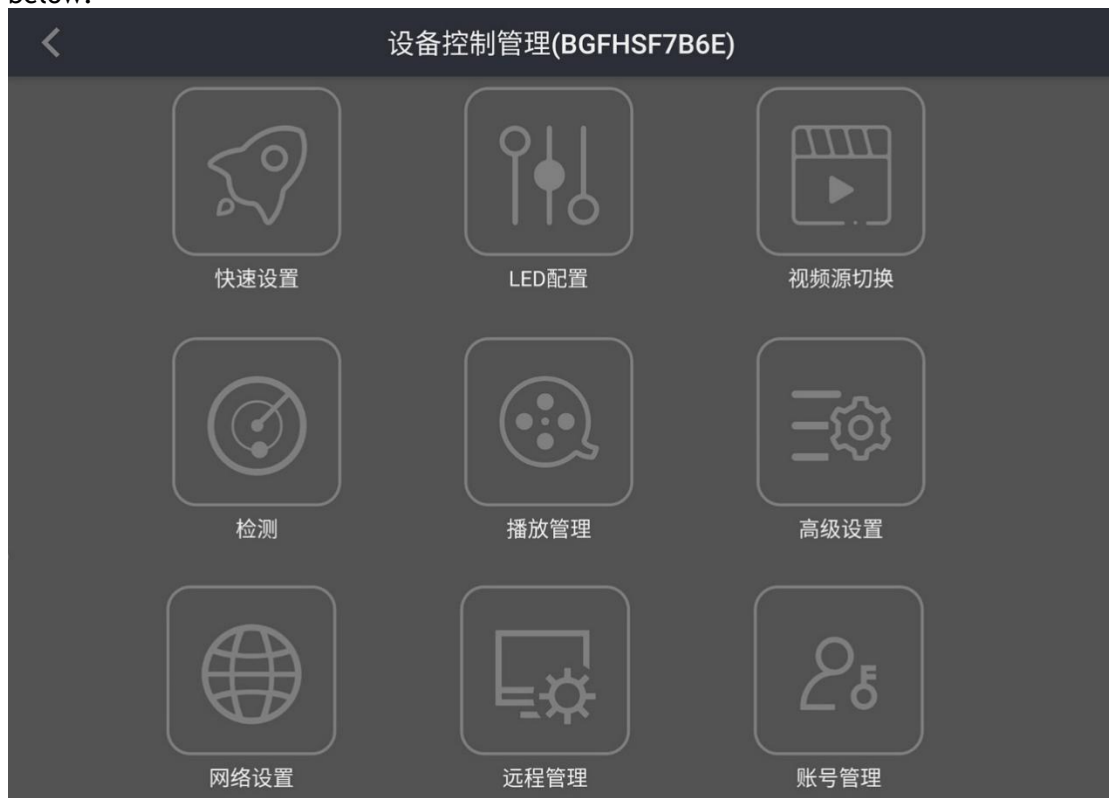 设备控制管理(BGFHSF7B6E)
快速设置
LED配置
视频源切换
检测
播放管理
高级设置
网络设置
远程管理
账号管理